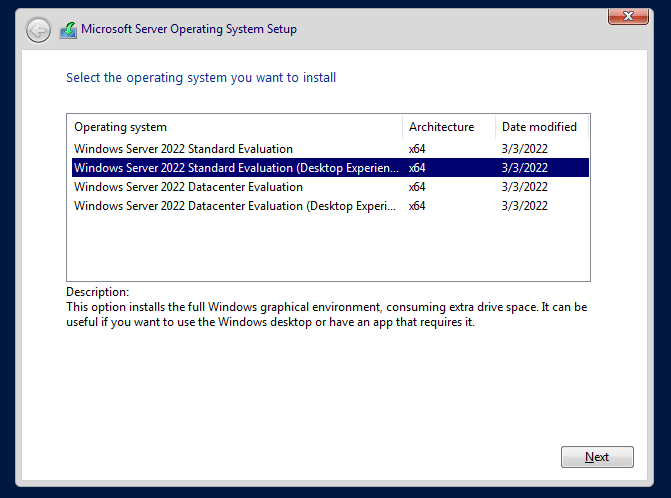 Microsoft Server Operating System Setup
Select the operating system you want to install
Operating system Architecture Date modified
Windows Server 2022 Standard Evaluation x64 3/3/2022
Windows Server 2022 Standard Evaluation (Desktop Experien... x64 3/3/2022
Windows Server 2022 Datacenter Evaluation x64 3/3/2022
Windows Server 2022 Datacenter Evaluation (Desktop Experi... x64 3/3/2022
Description:
This option installs the full Windows graphical environment, consuming extra drive space. It can be
useful if you want to use the Windows desktop or have an app that requires it.
Next